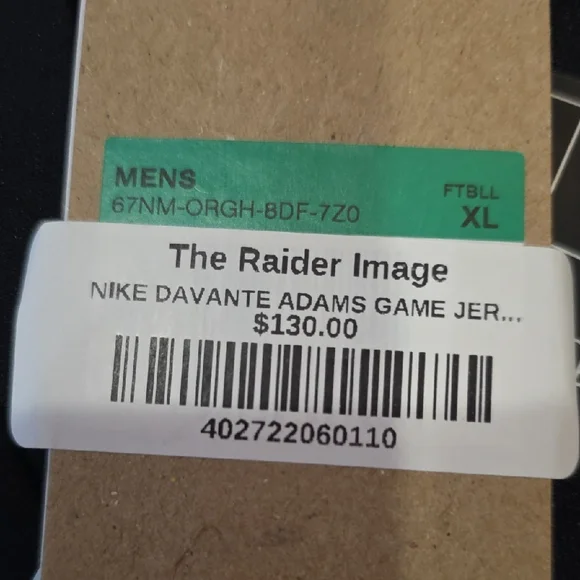 MENS
67NM-ORGH-8DF-7Z0
FTBLL
XL
The Raider Image
NIKE DAVANTE ADAMS GAME JER...
$130.00
402722060110